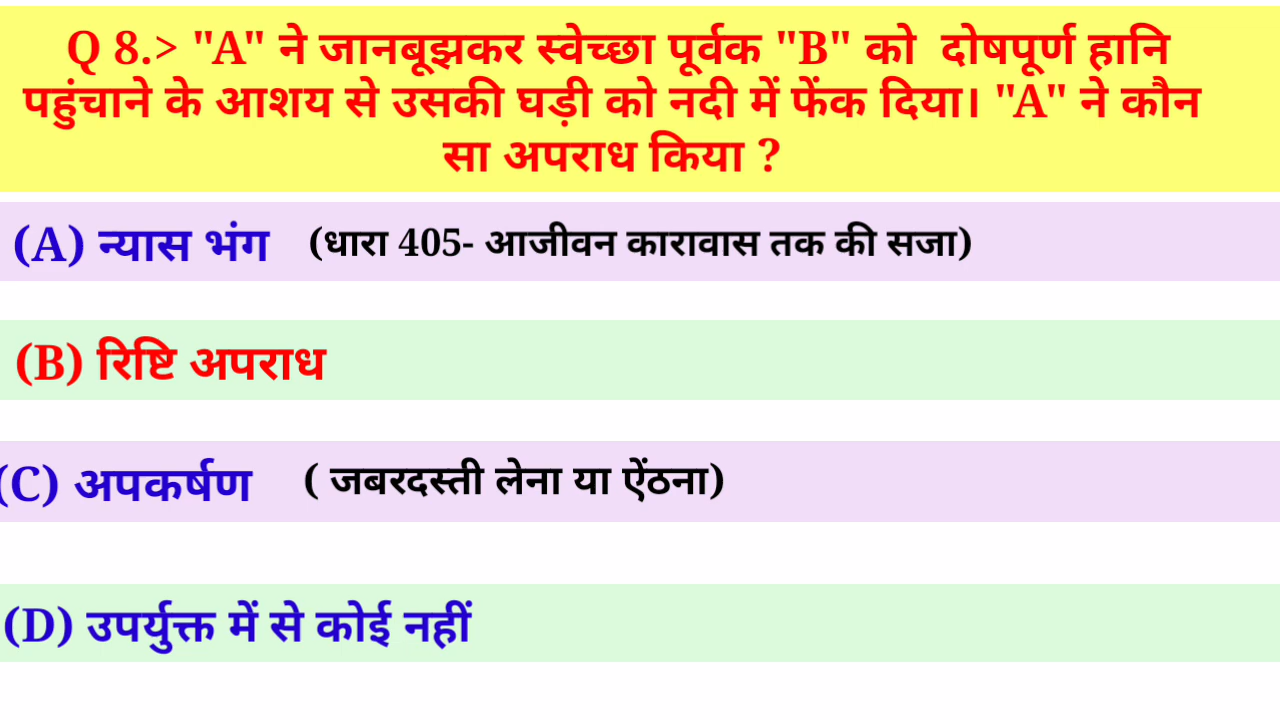 Q 8.> "A" ने जानबूझकर स्वेच्छा पूर्वक "B" को दोषपूर्ण हानि
पहुंचाने के आशय से उसकी घड़ी को नदी में फेंक दिया। "A" ने कौन
सा अपराध किया ?
(A) न्यास भंग (धारा 405- आजीवन कारावास तक की सजा)
(B) रिष्टि अपराध
(C) अपकर्षण ( जबरदस्ती लेना या ऐंठना)
(D) उपर्युक्त में से कोई नहीं